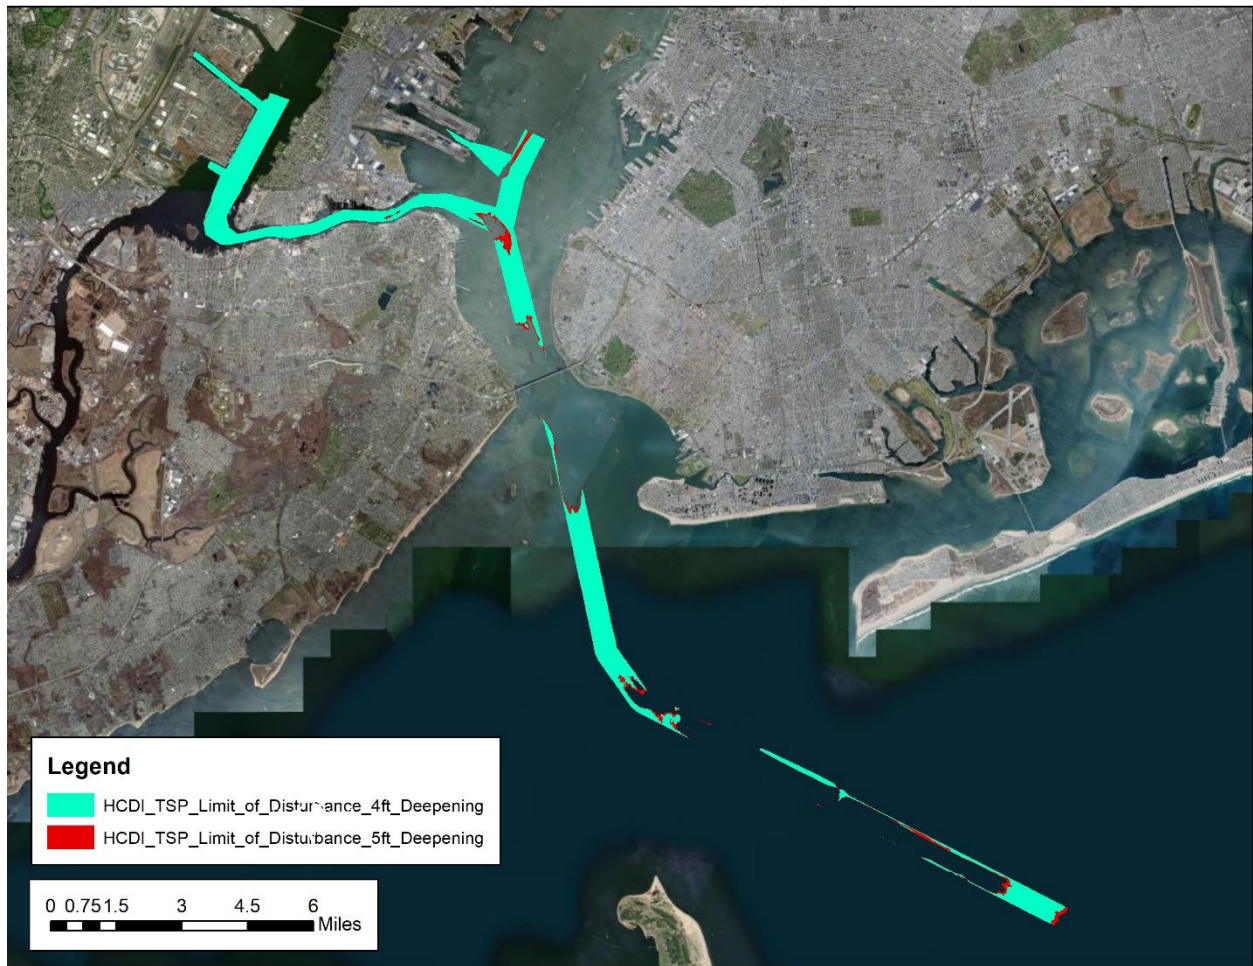 Legend
HCDI_TSP_Limit_of_Disturbance_4ft_Deepening
HCDI_TSP_Limit_of_Disturbance_5ft_Deepening
0 0.75 1.5 3 4.5 6
Miles